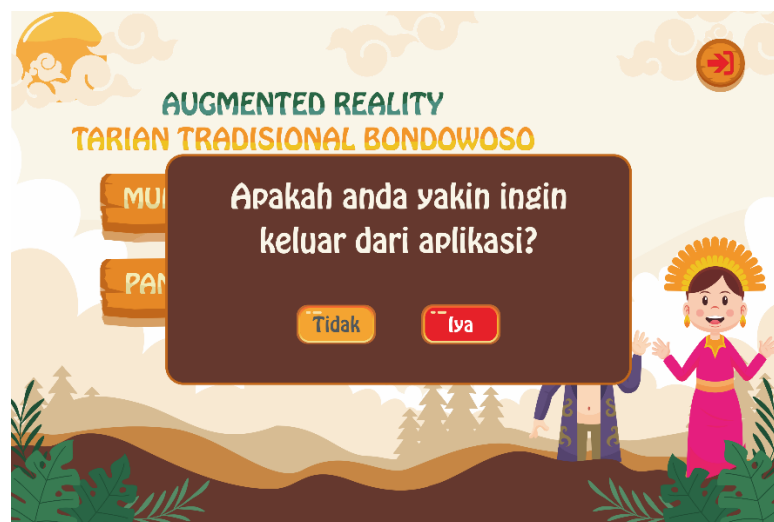 AUGMENTED REALITY
TARIAN TRADISIONAL BONDOWOSO
Apakah anda yakin ingin
keluar dari aplikasi?
Tidak
Iya